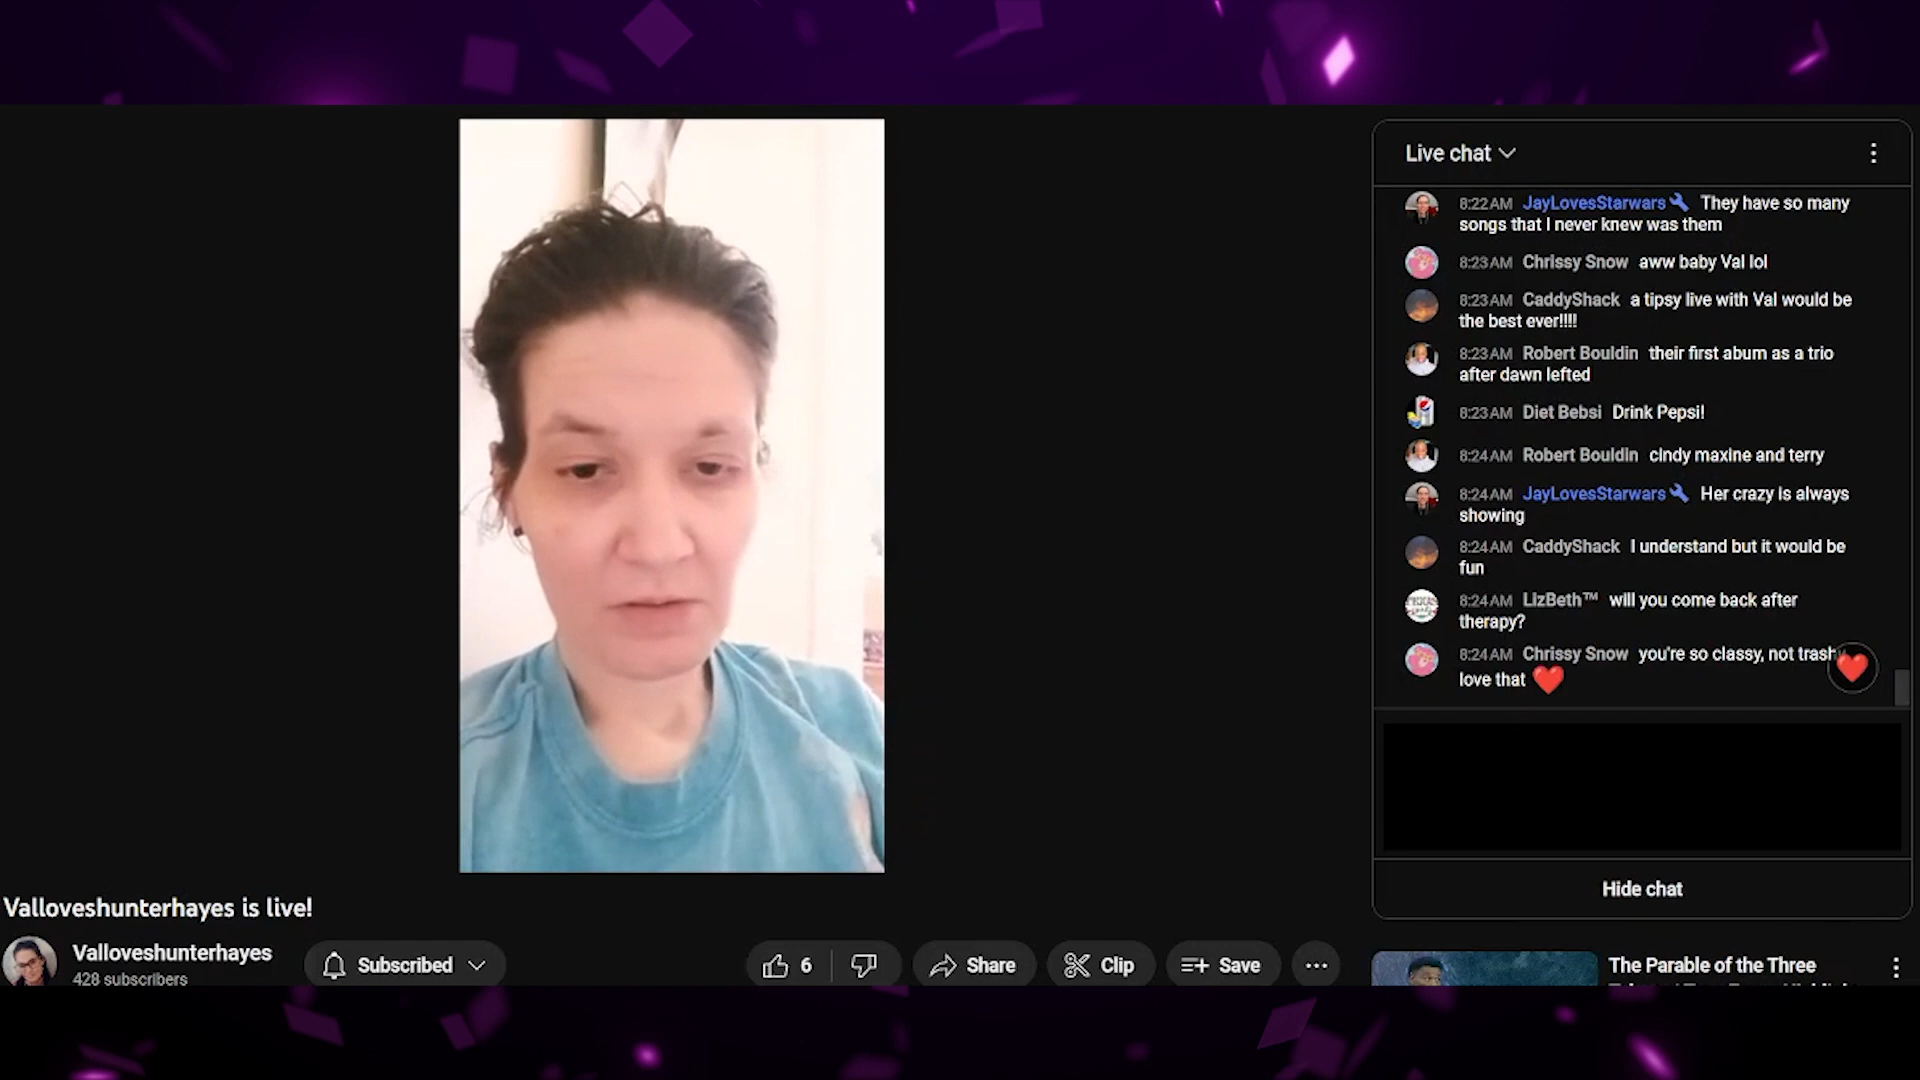 Live chat
8:22 AM JayLovesStarwars They have so many
songs that I never knew was them
8:23 AM Chrissy Snow aww baby Val lol
8:23 AM CaddyShack a tipsy live with Val would be
the best ever!!!!
8:23 AM Robert Bouldin their first abum as a trio
after dawn lefted
8:23 AM Diet Bebsi Drink Pepsi!
8:24 AM Robert Bouldin cindy maxine and terry
8:24 AM JayLovesStarwars Her crazy is always
showing
8:24 AM CaddyShack I understand but it would be
fun
8:24 AM LizBeth™ will you come back after
therapy?
8:24 AM Chrissy Snow you're so classy, not trashy
love that ❤️
Hide chat
Valloveshunterhayes is live!
Valloveshunterhayes
428 subscribers
Subscribed
6
Share
Clip
Save
The Parable of the Three